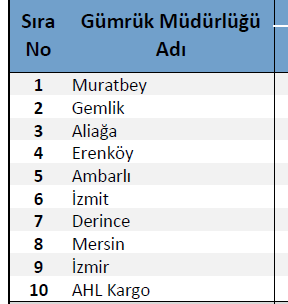 Sıra No
Gümrük Müdürlüğü Adı
1 Muratbey
2 Gemlik
3 Aliağa
4 Erenköy
5 Ambarlı
6 İzmit
7 Derince
8 Mersin
9 İzmir
10 AHL Kargo